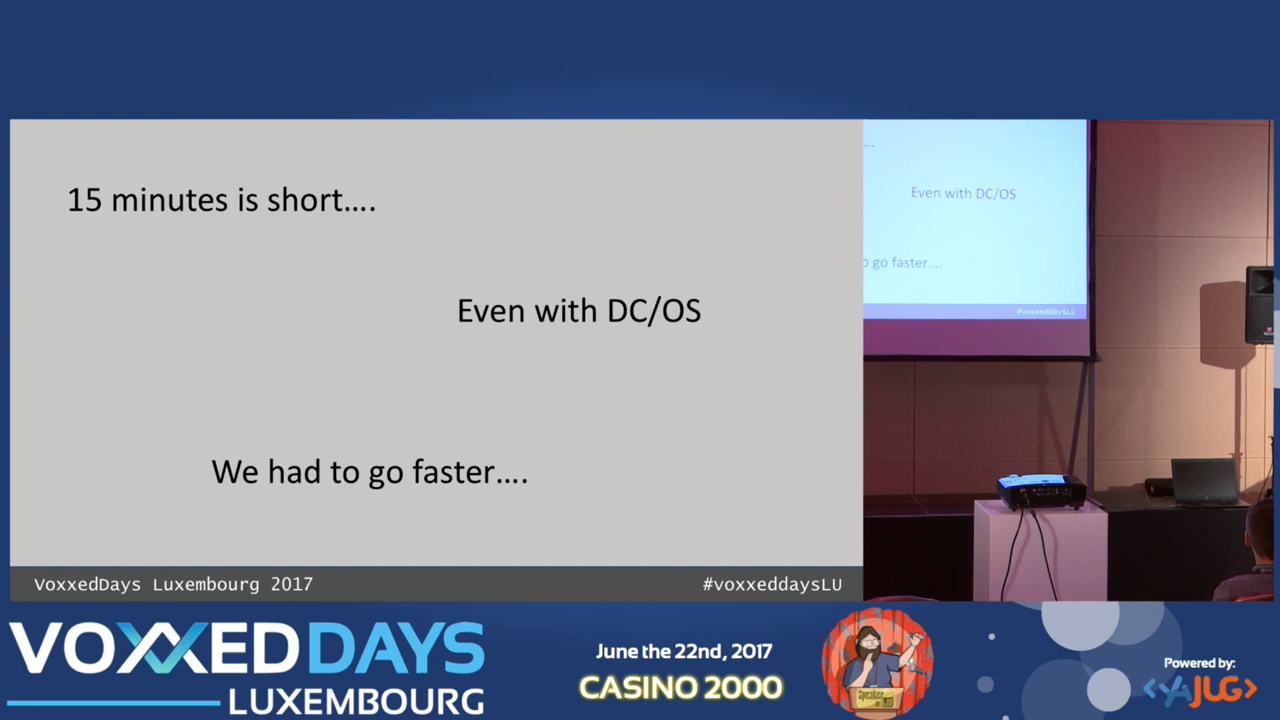 15 minutes is short....
Even with DC/OS
We had to go faster....
VoxxedDays Luxembourg 2017
#voxxeddaysLU
...
Even with DC/OS
o go faster....
#voxxeddaysLU
VOXXED DAYS
LUXEMBOURG
June the 22nd, 2017
CASINO 2000
Speaker
Powered by:
<YAJUG>